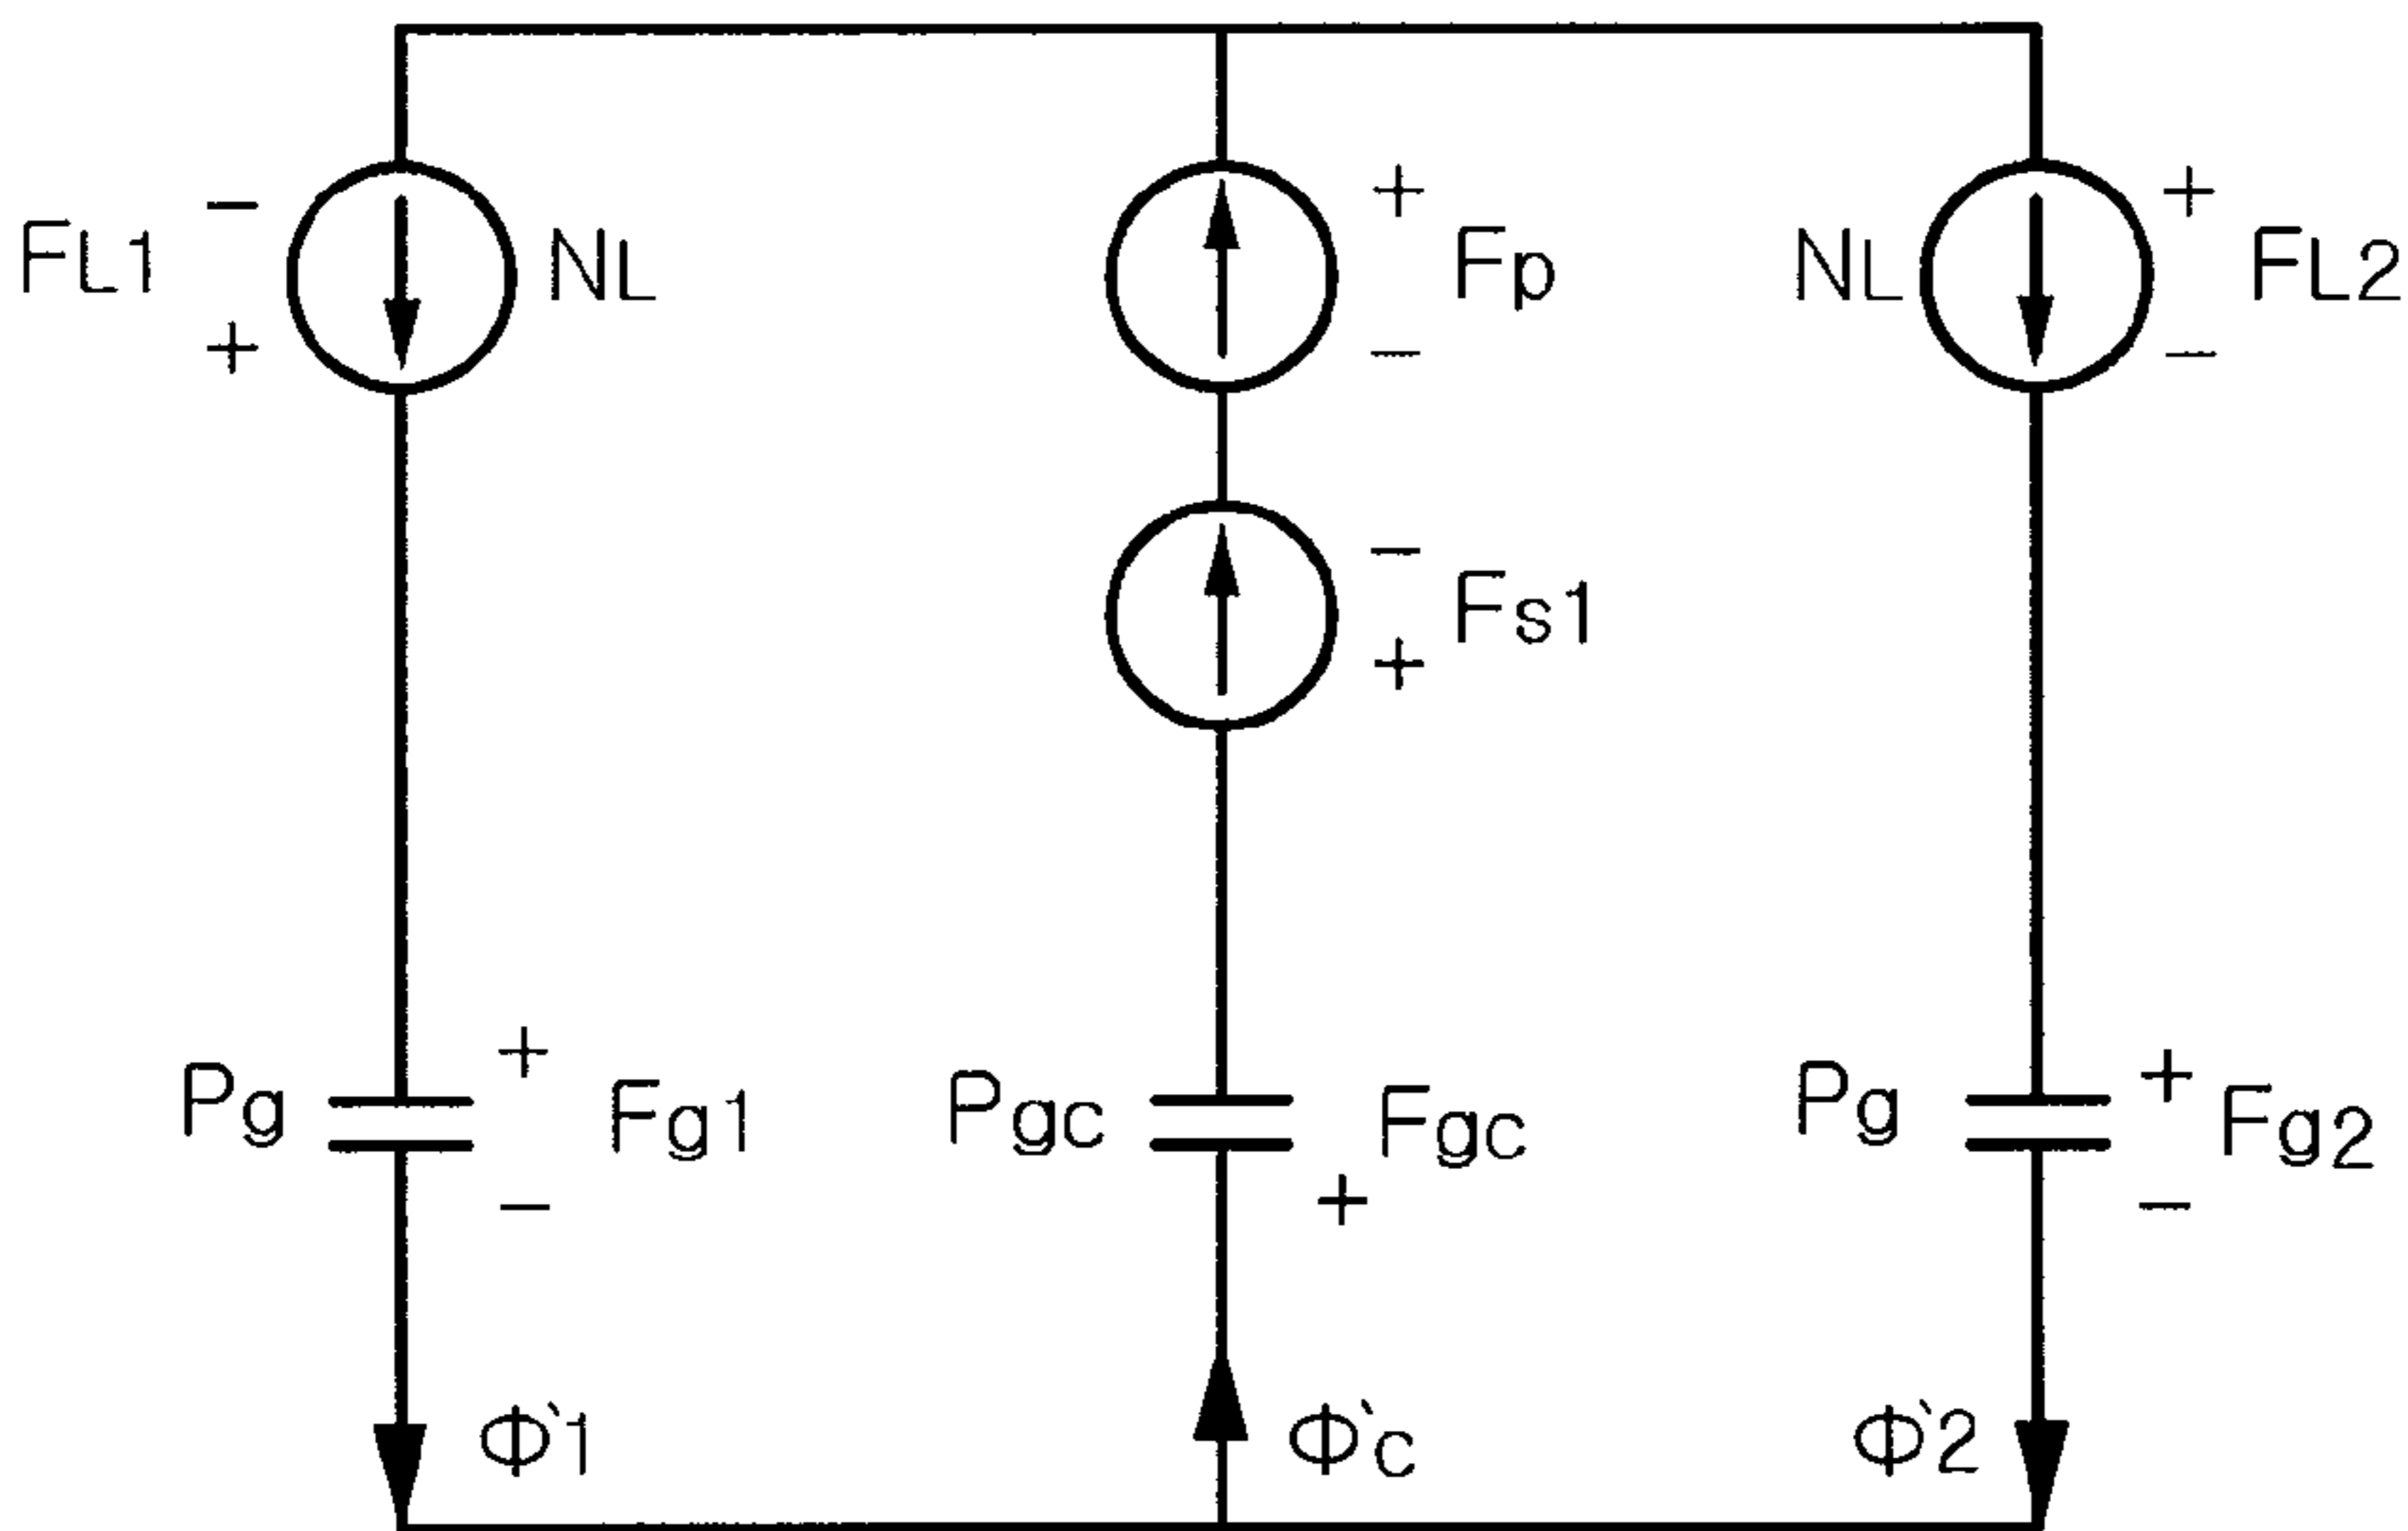 FL1 - + NL
+ Fp -
NL + FL2 -
- Fs1 +
Pg + Fg1 -
Pgc Fgc +
Pg + Fg2 -
Φ`1
Φ`c
Φ`2